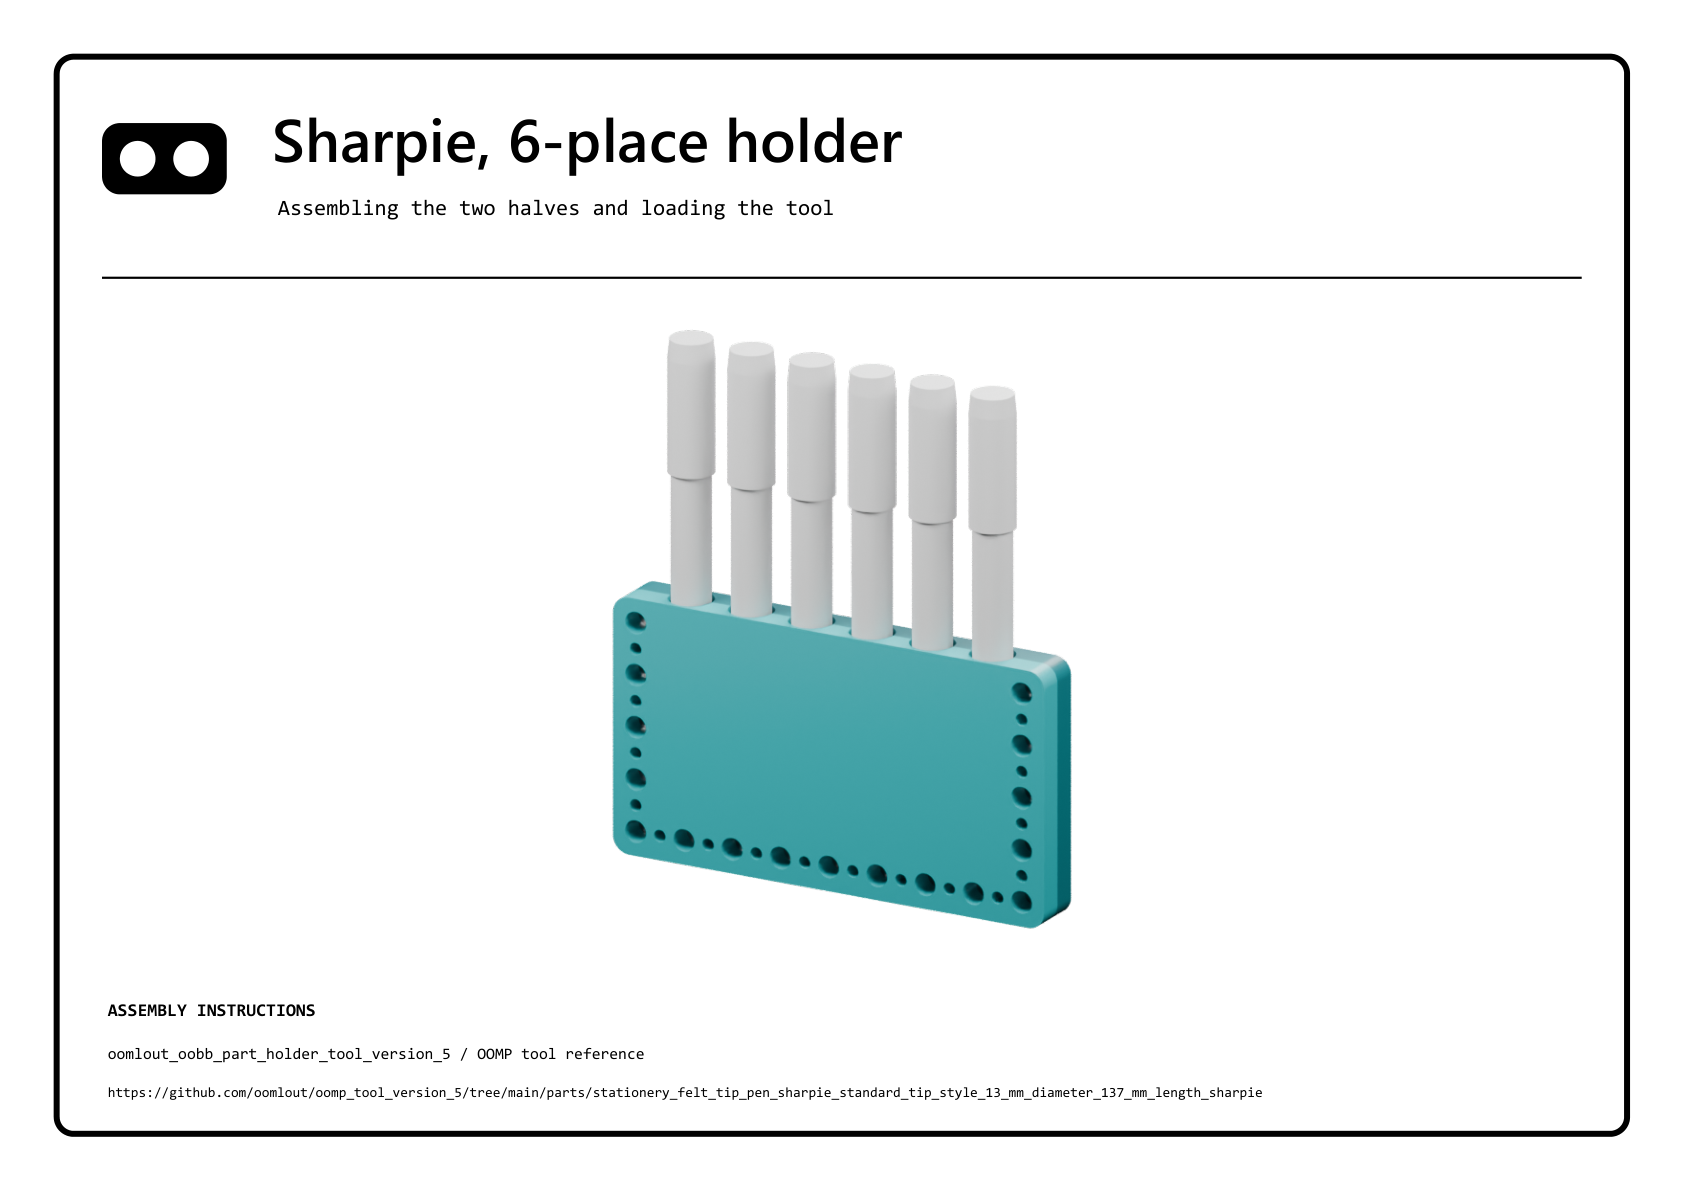 Sharpie, 6-place holder
Assembling the two halves and loading the tool
ASSEMBLY INSTRUCTIONS
oomlout_oobb_part_holder_tool_version_5 / OOMP tool reference
https://github.com/oomlout/oomp_tool_version_5/tree/main/parts/stationery_felt_tip_pen_sharpie_standard_tip_style_13_mm_diameter_137_mm_length_sharpie